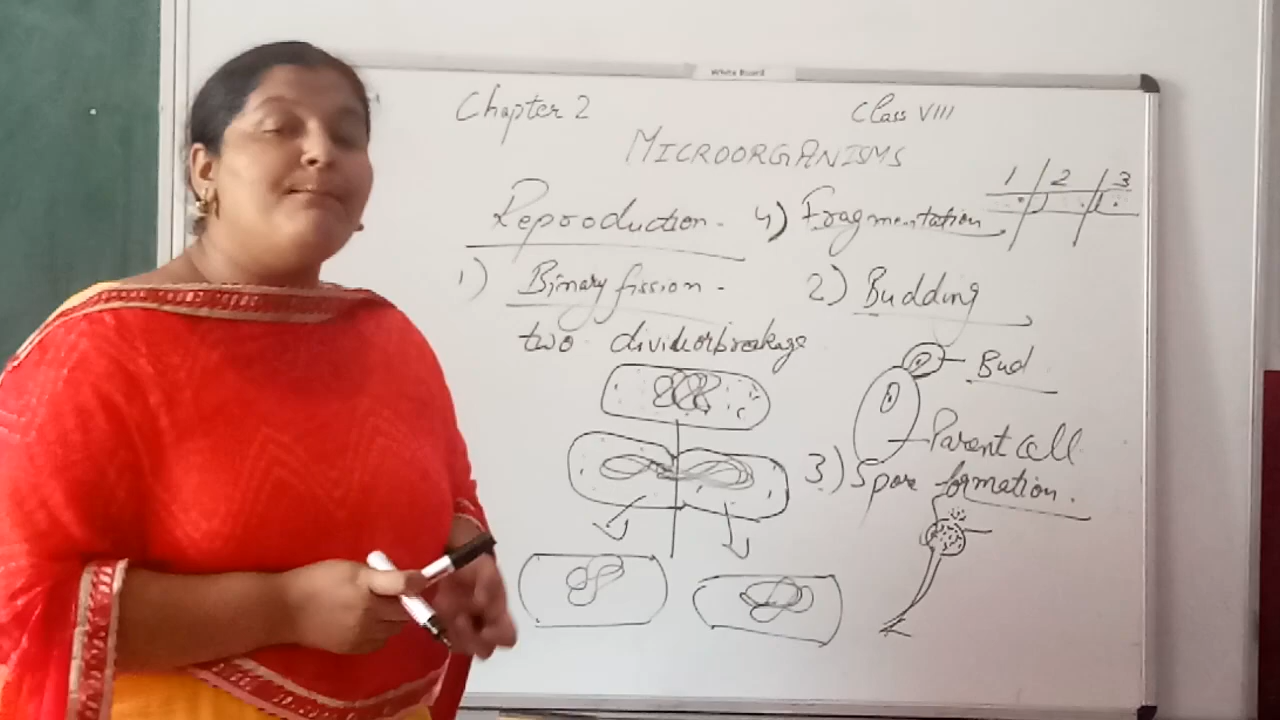 White Board
Chapter 2
Class VIII
MICROORGANISMS
Reproduction.
4) Fragmentation
1 2 3
1) Binary fission.
two divide or breakage
2) Budding
Bud
Parent cell
3) Spore formation.